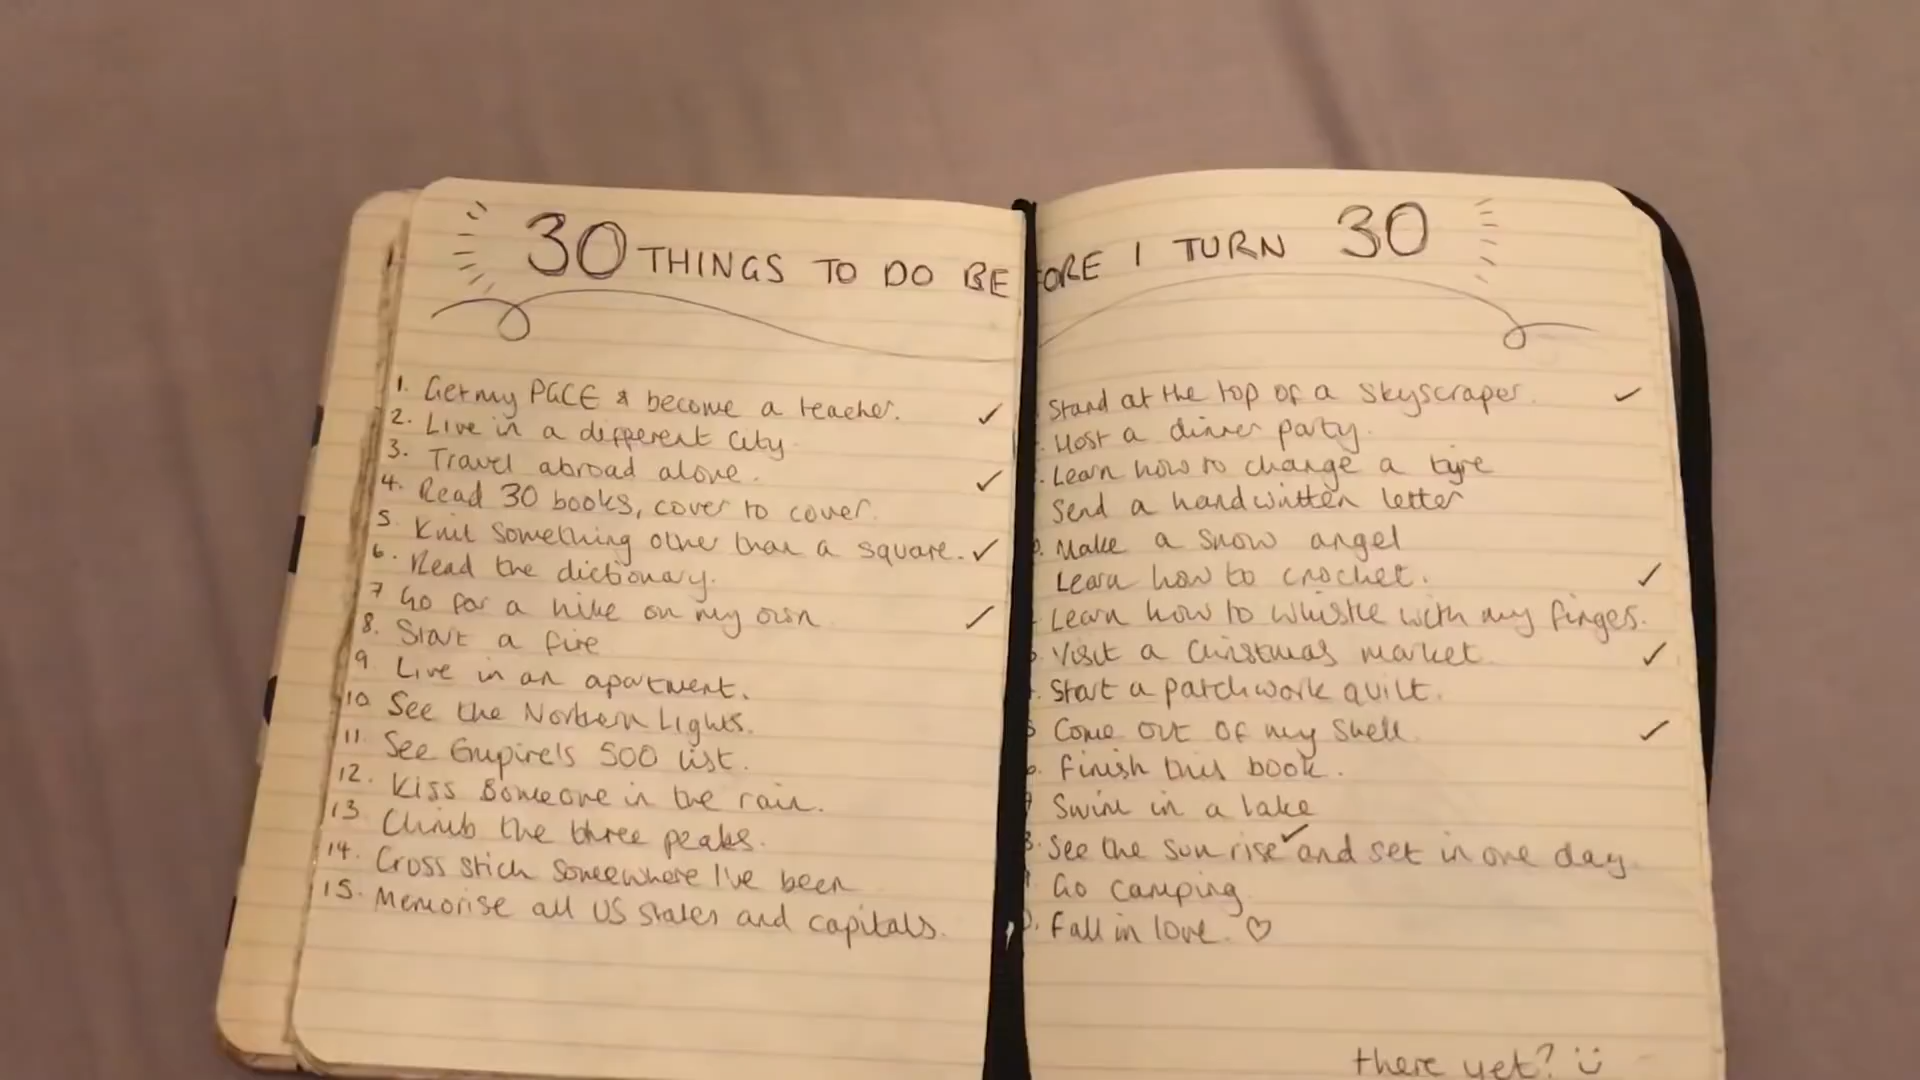 30 THINGS TO DO BEFORE I TURN 30
1. Get my PGCE & become a teacher. ✓
2. Live in a different city
3. Travel abroad alone. ✓
4. Read 30 books, cover to cover.
5. Knit something other than a square. ✓
6. Read the dictionary.
7 Go for a hike on my own ✓
8. Start a fire
9. Live in an apartment.
10 See the Northern Lights.
11. See Empire's 500 list.
12. Kiss someone in the rain.
13. Climb the three peaks.
14. Cross stich somewhere I've been
15. Memorise all US states and capitals.
Stand at the top of a skyscraper. ✓
Host a dinner party.
Learn how to change a tyre
Send a handwritten letter
Make a snow angel
Learn how to crochet. ✓
Learn how to whistle with my finges.
Visit a Christmas market ✓
Start a patchwork quilt.
Come out of my shell ✓
Finish this book.
Swim in a lake
See the sun rise ✓ and set in one day.
Go camping
Fall in love. ♡
there yet? :)